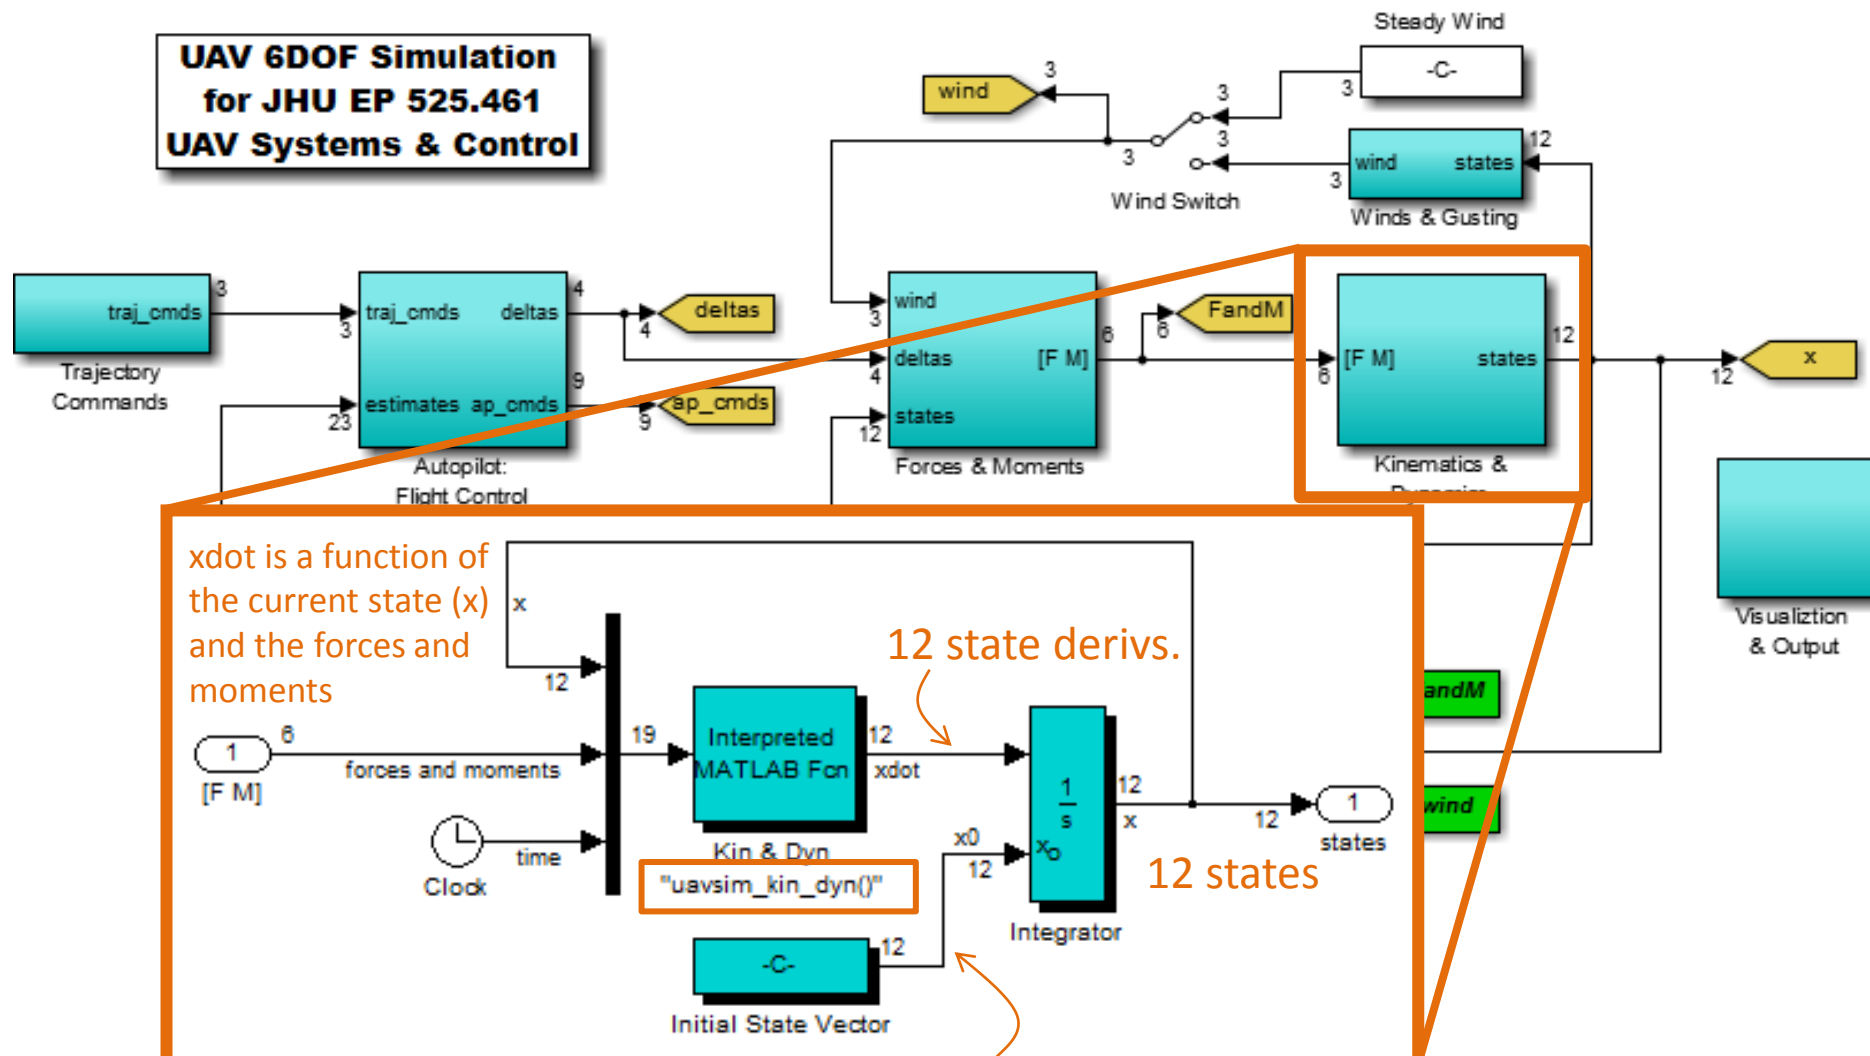 UAV 6DOF Simulation
for JHU EP 525.461
UAV Systems & Control
Steady Wind
-C-
3
wind
3
3
3
3
Wind Switch
wind
states
12
3
Winds & Gusting
traj_cmds
3
Trajectory
Commands
traj_cmds
3
estimates
23
deltas
4
ap_cmds
9
Autopilot:
Flight Control
deltas
4
ap_cmds
9
wind
3
deltas
4
states
12
[F M]
6
Forces & Moments
FandM
6
[F M]
6
states
12
Kinematics &
x
12
Visualiztion
& Output
andM
wind
xdot is a function of
the current state (x)
and the forces and
moments
x
12
1
[F M]
6
forces and moments
Clock
time
19
Interpreted
MATLAB Fcn
12
xdot
Kin & Dyn
"uavsim_kin_dyn()"
12 state derivs.
-C-
12
Initial State Vector
x0
12
1
s
xo
12
x
Integrator
12 states
12
1
states